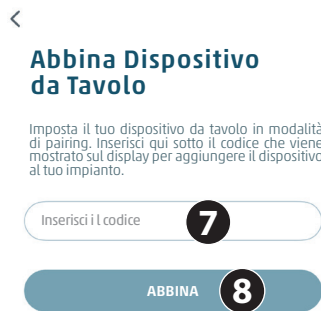 Abbina Dispositivo
da Tavolo
Imposta il tuo dispositivo da tavolo in modalità
di pairing. Inserisci qui sotto il codice che viene
mostrato sul display per aggiungere il dispositivo
al tuo impianto.
Inserisci i l codice 7
ABBINA 8